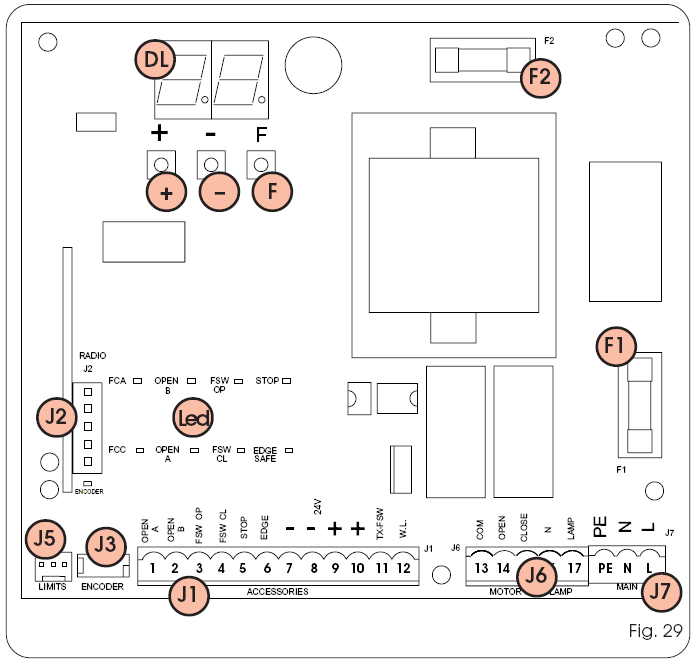 DL
F2
F2
+ - F
+ - F
RADIO
J2
F1
FCA OPEN B FSW OP STOP
J2 Led
FCC OPEN A FSW CL EDGE SAFE
F1
ENCODER
OPEN A OPEN B FSW OP FSW CL STOP EDGE - - 24V + + TX-FSW W.L.
COM OPEN CLOSE N LAMP PE N L
J5 J3
J1 J6 J7
1 2 3 4 5 6 7 8 9 10 11 12
13 14 17 PE N L
J6
LIMITS ENCODER ACCESSORIES MOTOR LAMP MAIN
J1 J7
Fig. 29